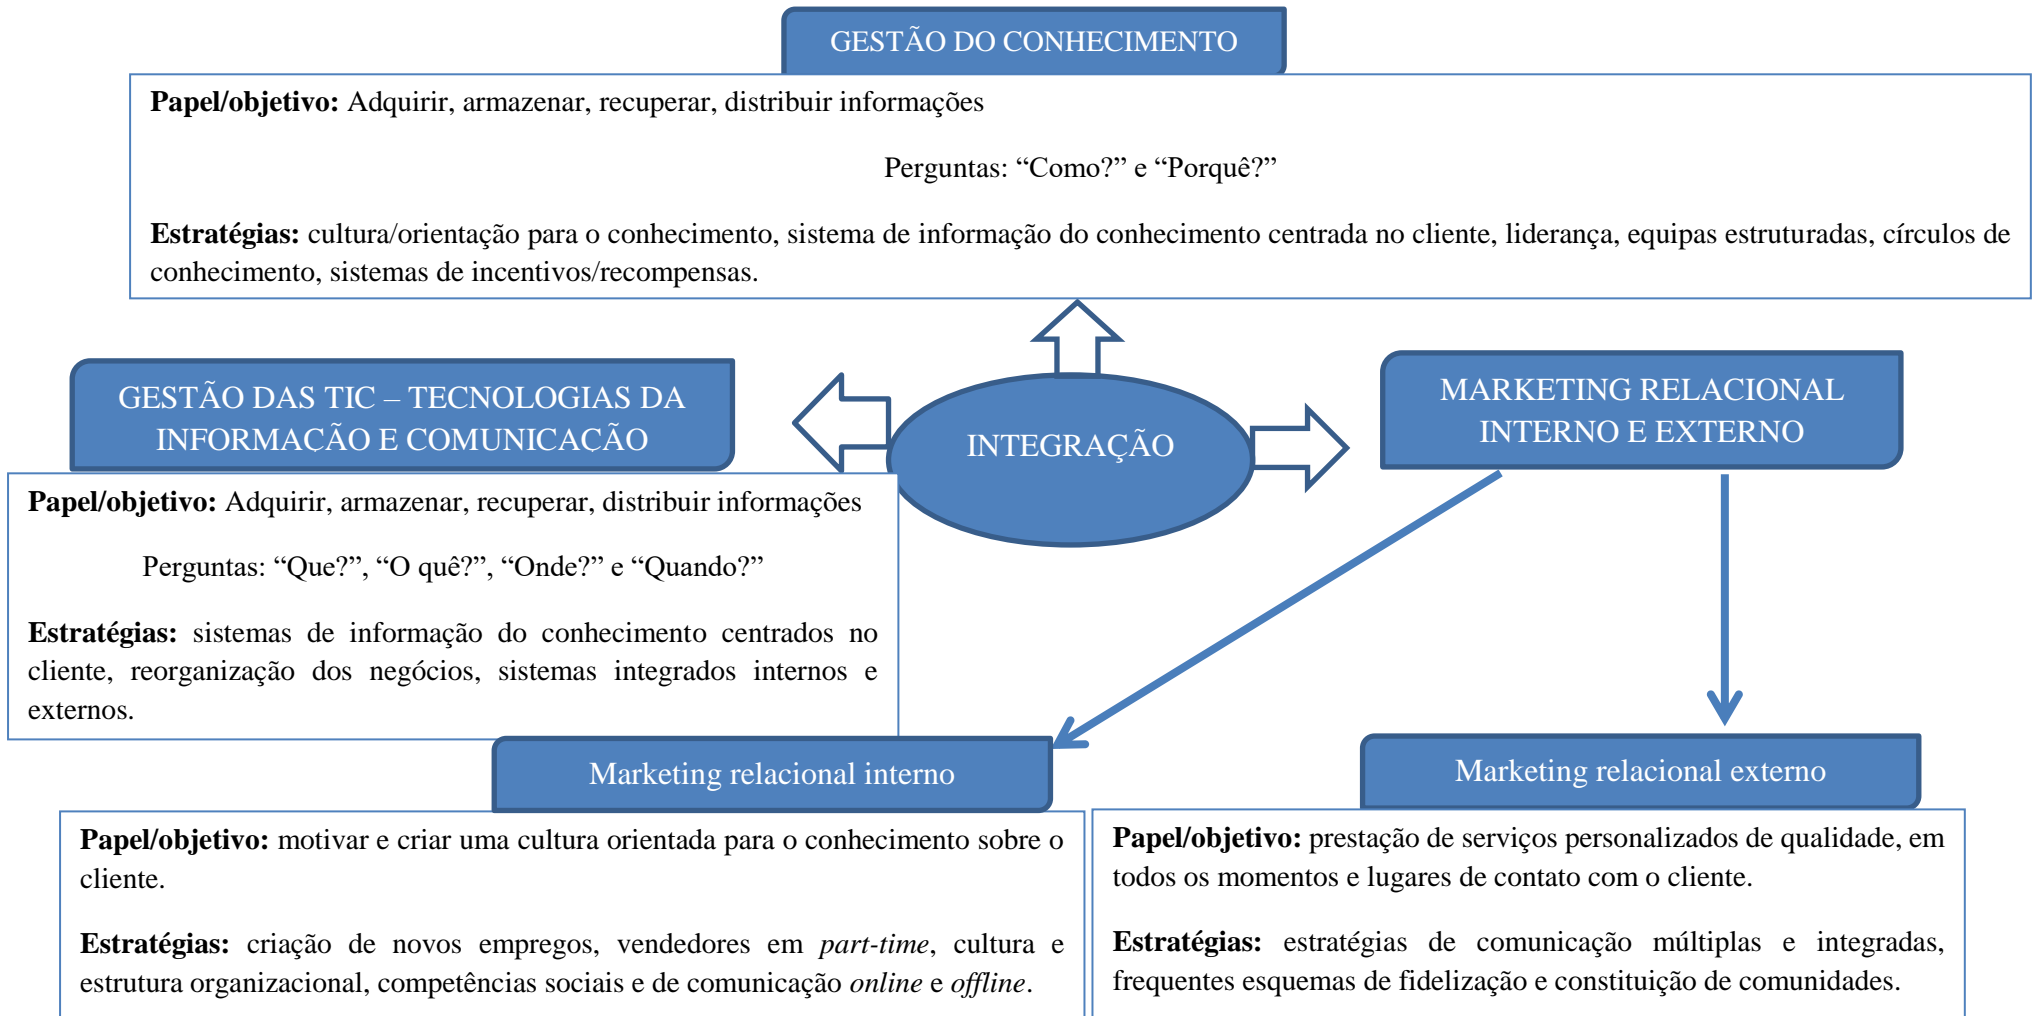 GESTÃO DO CONHECIMENTO
Papel/objetivo: Adquirir, armazenar, recuperar, distribuir informações
Perguntas: “Como?” e “Porquê?”
Estratégias: cultura/orientação para o conhecimento, sistema de informação do conhecimento centrada no cliente, liderança, equipas estruturadas, círculos de
conhecimento, sistemas de incentivos/recompensas.
GESTÃO DAS TIC – TECNOLOGIAS DA
INFORMAÇÃO E COMUNICAÇÃO
Papel/objetivo: Adquirir, armazenar, recuperar, distribuir informações
Perguntas: “Que?”, “O quê?”, “Onde?” e “Quando?”
Estratégias: sistemas de informação do conhecimento centrados no
cliente, reorganização dos negócios, sistemas integrados internos e
externos.
INTEGRAÇÃO
MARKETING RELACIONAL
INTERNO E EXTERNO
Marketing relacional interno
Papel/objetivo: motivar e criar uma cultura orientada para o conhecimento sobre o
cliente.
Estratégias: criação de novos empregos, vendedores em part-time, cultura e
estrutura organizacional, competências sociais e de comunicação online e offline.
Marketing relacional externo
Papel/objetivo: prestação de serviços personalizados de qualidade, em
todos os momentos e lugares de contato com o cliente.
Estratégias: estratégias de comunicação múltiplas e integradas,
frequentes esquemas de fidelização e constituição de comunidades.